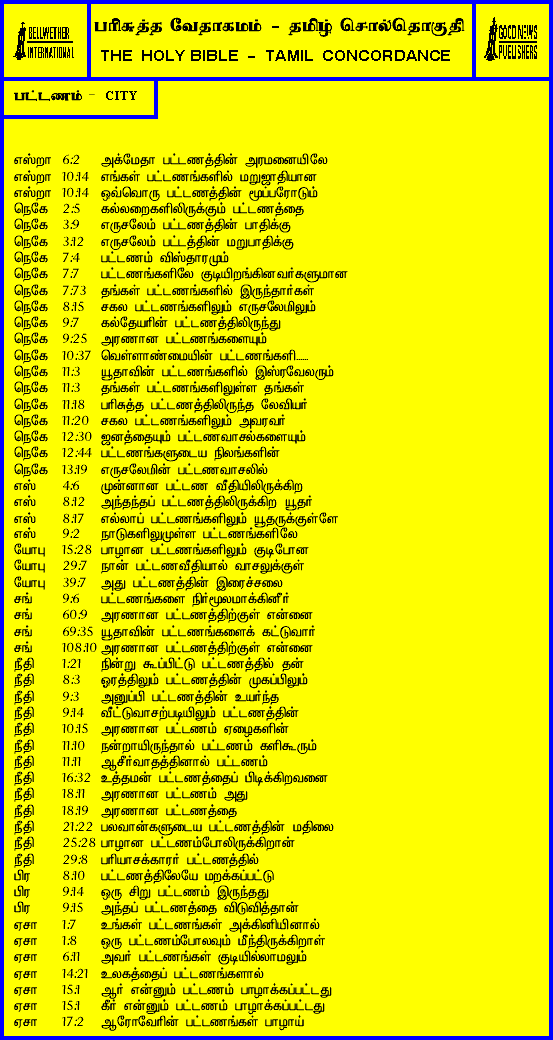 BELLWETHER
INTERNATIONAL
பரிசுத்த வேதாகமம் - தமிழ் சொல்தொகுதி
THE HOLY BIBLE - TAMIL CONCORDANCE
GOOD NEWS
PUBLISHERS
பட்டணம் - CITY
எஸ்றா 6:2 அக்மேதா பட்டணத்தின் அரமனையிலே
எஸ்றா 10:14 எங்கள் பட்டணங்களில் மறுஜாதியான
எஸ்றா 10:14 ஒவ்வொரு பட்டணத்தின் மூப்பரோடும்
நெகே 2:5 கல்லறைகளிலிருக்கும் பட்டணத்தை
நெகே 3:9 எருசலேம் பட்டணத்தின் பாதிக்கு
நெகே 3:12 எருசலேம் பட்டத்தின் மறுபாதிக்கு
நெகே 7:4 பட்டணம் விஸ்தாரமும்
நெகே 7:7 பட்டணங்களிலே குடியிறங்கினவர்களுமான
நெகே 7:73 தங்கள் பட்டணங்களில் இருந்தார்கள்
நெகே 8:15 சகல பட்டணங்களிலும் எருசலேமிலும்
நெகே 9:7 கல்தேயரின் பட்டணத்திலிருந்து
நெகே 9:25 அரணான பட்டணங்களையும்
நெகே 10:37 வெள்ளாண்மையின் பட்டணங்களி.....
நெகே 11:3 யூதாவின் பட்டணங்களில் இஸ்ரவேலரும்
நெகே 11:3 தங்கள் பட்டணங்களிலுள்ள தங்கள்
நெகே 11:18 பரிசுத்த பட்டணத்திலிருந்த லேவியர்
நெகே 11:20 சகல பட்டணங்களிலும் அவரவர்
நெகே 12:30 ஜனத்தையும் பட்டணவாசல்களையும்
நெகே 12:44 பட்டணங்களுடைய நிலங்களின்
நெகே 13:19 எருசலேமின் பட்டணவாசலில்
எஸ் 4:6 முன்னான பட்டண வீதியிலிருக்கிற
எஸ் 8:12 அந்தந்தப் பட்டணத்திலிருக்கிற யூதர்
எஸ் 8:17 எல்லாப் பட்டணங்களிலும் யூதருக்குள்ளே
எஸ் 9:2 நாடுகளிலுமுள்ள பட்டணங்களிலே
யோபு 15:28 பாழான பட்டணங்களிலும் குடிபோன
யோபு 29:7 நான் பட்டணவீதியால் வாசலுக்குள்
யோபு 39:7 அது பட்டணத்தின் இரைச்சலை
சங் 9:6 பட்டணங்களை நிர்மூலமாக்கினீர்
சங் 60:9 அரணான பட்டணத்திற்குள் என்னை
சங் 69:35 யூதாவின் பட்டணங்களைக் கட்டுவார்
சங் 108:10 அரணான பட்டணத்திற்குள் என்னை
நீதி 1:21 நின்று கூப்பிட்டு பட்டணத்தில் தன்
நீதி 8:3 ஓரத்திலும் பட்டணத்தின் முகப்பிலும்
நீதி 9:3 அனுப்பி பட்டணத்தின் உயர்ந்த
நீதி 9:14 வீட்டுவாசற்படியிலும் பட்டணத்தின்
நீதி 10:15 அரணான பட்டணம் ஏழைகளின்
நீதி 11:10 நன்றாயிருந்தால் பட்டணம் களிகூரும்
நீதி 11:11 ஆசீர்வாதத்தினால் பட்டணம்
நீதி 16:32 உத்தமன் பட்டணத்தைப் பிடிக்கிறவனை
நீதி 18:11 அரணான பட்டணம் அது
நீதி 18:19 அரணான பட்டணத்தை
நீதி 21:22 பலவான்களுடைய பட்டணத்தின் மதிலை
நீதி 25:28 பாழான பட்டணம்போலிருக்கிறான்
நீதி 29:8 பரியாசக்காரர் பட்டணத்தில்
பிர 8:10 பட்டணத்திலேயே மறக்கப்பட்டு
பிர 9:14 ஒரு சிறு பட்டணம் இருந்தது
பிர 9:15 அந்தப் பட்டணத்தை விடுவித்தான்
ஏசா 1:7 உங்கள் பட்டணங்கள் அக்கினியினால்
ஏசா 1:8 ஒரு பட்டணம்போலவும் மீந்திருக்கிறாள்
ஏசா 6:11 அவர் பட்டணங்கள் குடியில்லாமலும்
ஏசா 14:21 உலகத்தைப் பட்டணங்களால்
ஏசா 15:1 ஆர் என்னும் பட்டணம் பாழாக்கப்பட்டது
ஏசா 15:1 கீர் என்னும் பட்டணம் பாழாக்கப்பட்டது
ஏசா 17:2 ஆரோவேரின் பட்டணங்கள் பாழாய்